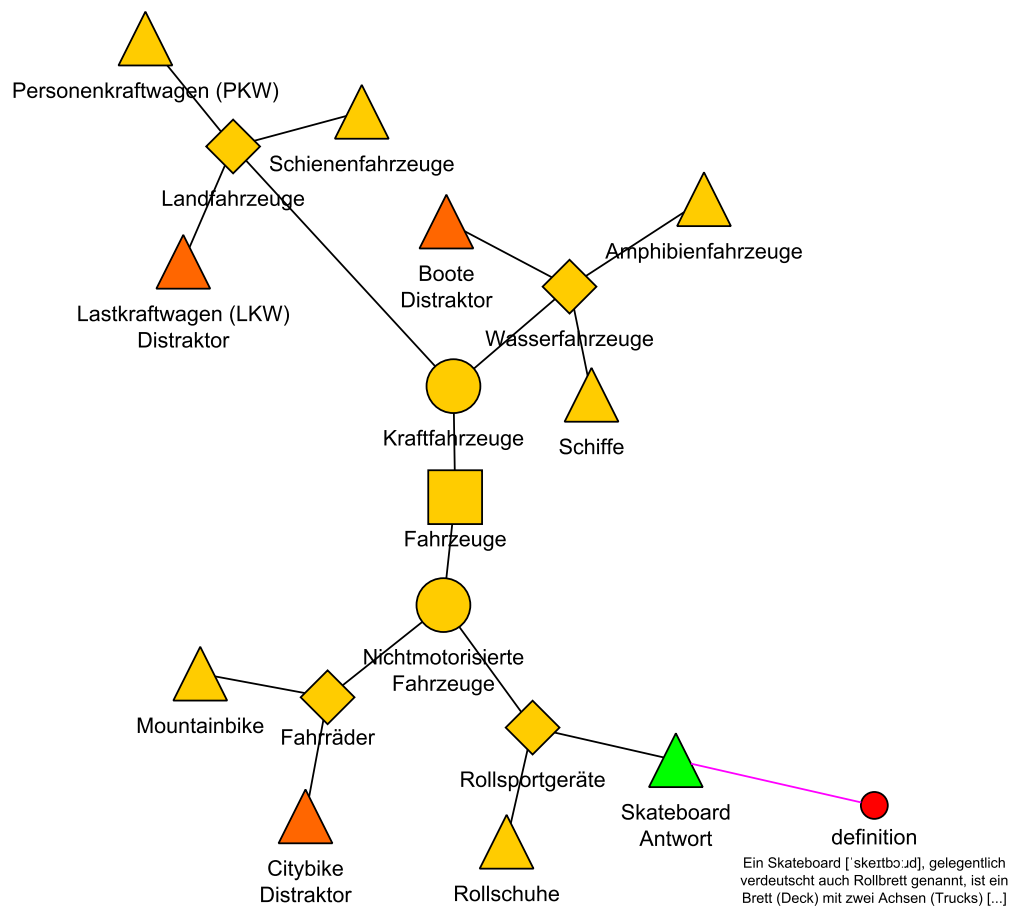 Personenkraftwagen (PKW)
Schienenfahrzeuge
Landfahrzeuge
Lastkraftwagen (LKW)
Distraktor
Boote
Distraktor
Amphibienfahrzeuge
Wasserfahrzeuge
Schiffe
Kraftfahrzeuge
Fahrzeuge
Nichtmotorisierte
Fahrzeuge
Mountainbike
Fahrräder
Citybike
Distraktor
Rollsportgeräte
Rollschuhe
Skateboard
Antwort
definition
Ein Skateboard [ˈskeɪtbɔːɹd], gelegentlich
verdeutscht auch Rollbrett genannt, ist ein
Brett (Deck) mit zwei Achsen (Trucks) [...]